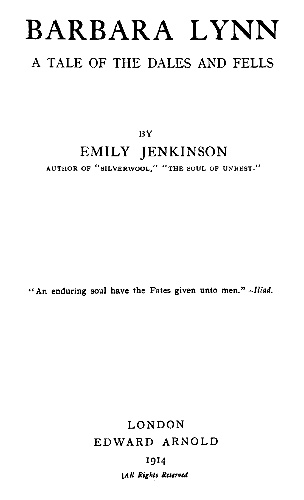 BARBARA LYNN
A TALE OF THE DALES AND FELLS
BY
EMILY JENKINSON
AUTHOR OF "SILVERWOOL," "THE SOUL OF UNREST."
"An enduring soul have the Fates given unto men." -Iliad.
LONDON
EDWARD ARNOLD
1914
[All Rights Reserved